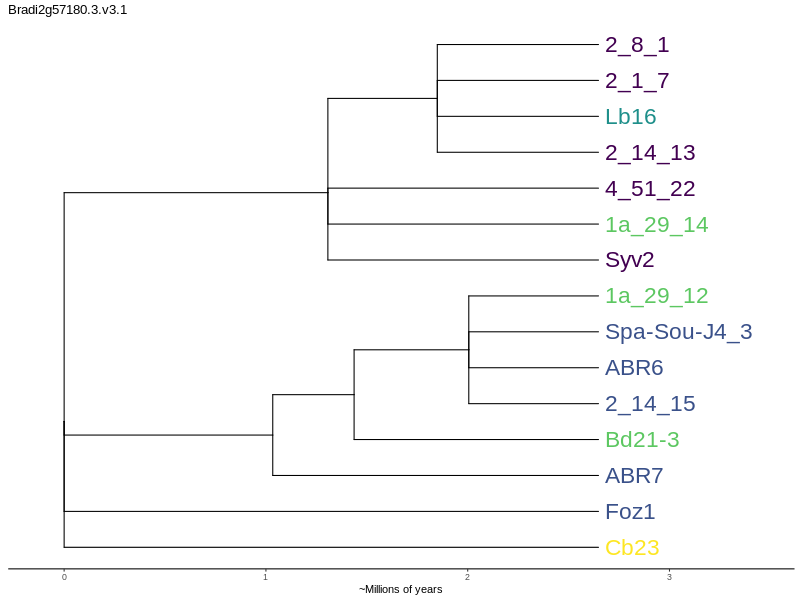 Bradi2g57180.3.v3.1
2_8_1
2_1_7
Lb16
2_14_13
4_51_22
1a_29_14
Syv2
1a_29_12
Spa-Sou-J4_3
ABR6
2_14_15
Bd21-3
ABR7
Foz1
Cb23
0 1 2 3
~Millions of years